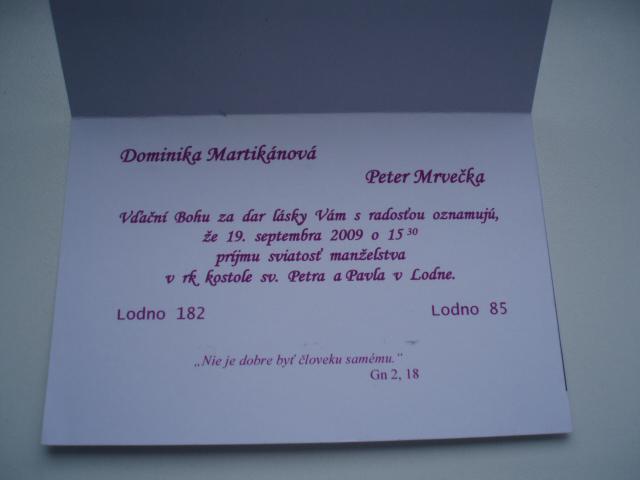 Dominika Martikánová
Peter Mrvečka
Vďační Bohu za dar lásky Vám s radosťou oznamujú,
že 19. septembra 2009 o 15 30
príjmu sviatosť manželstva
v rk kostole sv. Petra a Pavla v Lodne.
Lodno 182
Lodno 85
„Nie je dobre byť človeku samému.“
Gn 2, 18